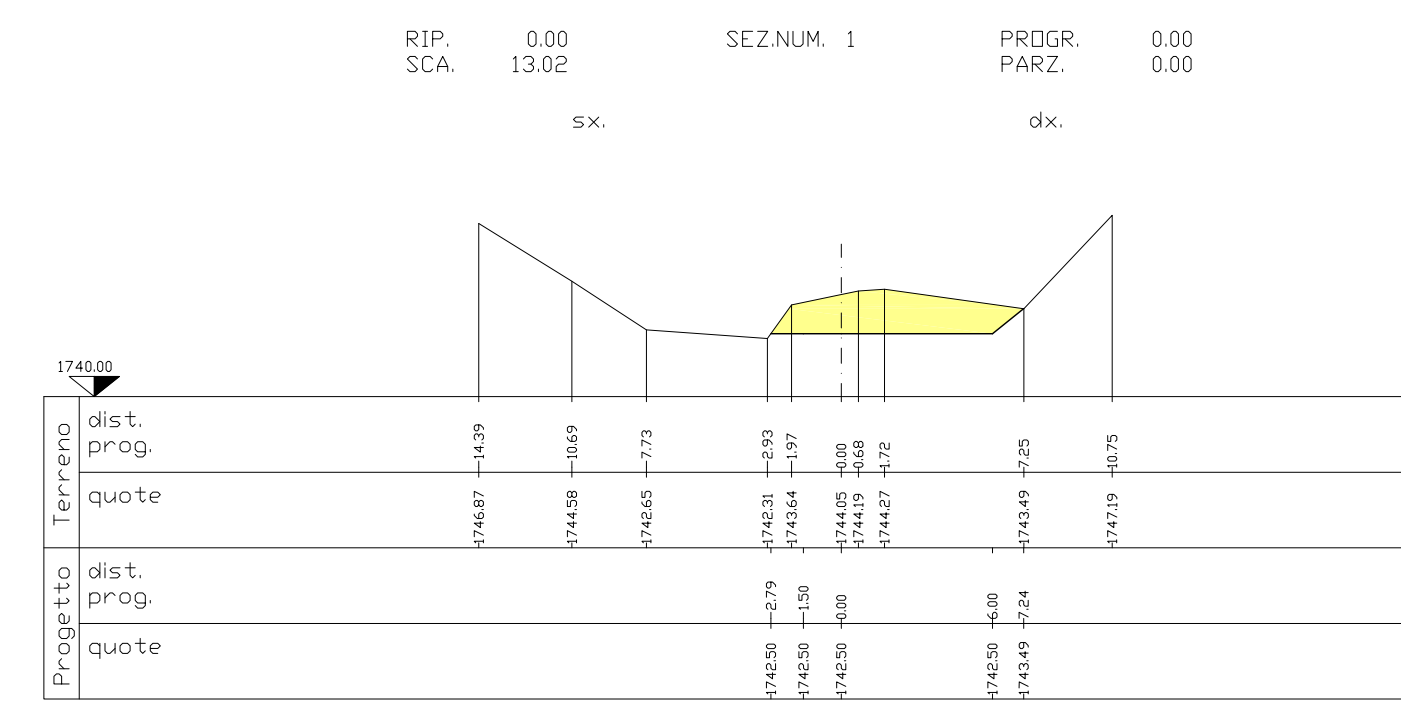 RIP. 0.00 SEZ.NUM. 1 PROGR. 0.00
SCA. 13.02 PARZ. 0.00
sx. dx.
1740.00
Terreno
dist.
prog.
-14.39 -10.69 -7.73 -2.93 -1.97 0.00 0.68 1.72 7.25 10.75
quote
1746.87 1744.58 1742.65 1742.31 1743.64 1744.05 1744.19 1744.27 1743.49 1747.19
Progetto
dist.
prog.
-2.79 -1.50 0.00 6.00 7.24
quote
1742.50 1742.50 1742.50 1742.50 1743.49